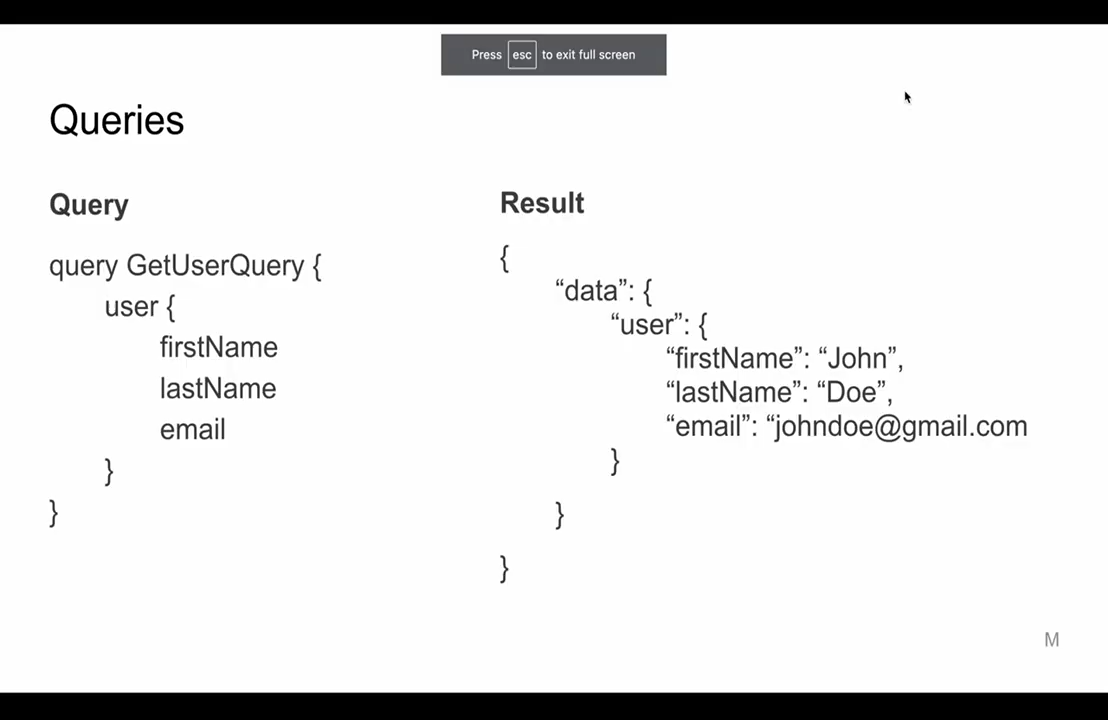 Press esc to exit full screen
Queries
Query
query GetUserQuery {
user {
firstName
lastName
email
}
}
Result
{
“data”: {
“user”: {
“firstName”: “John”,
“lastName”: “Doe”,
“email”: “johndoe@gmail.com
}
}
}
M